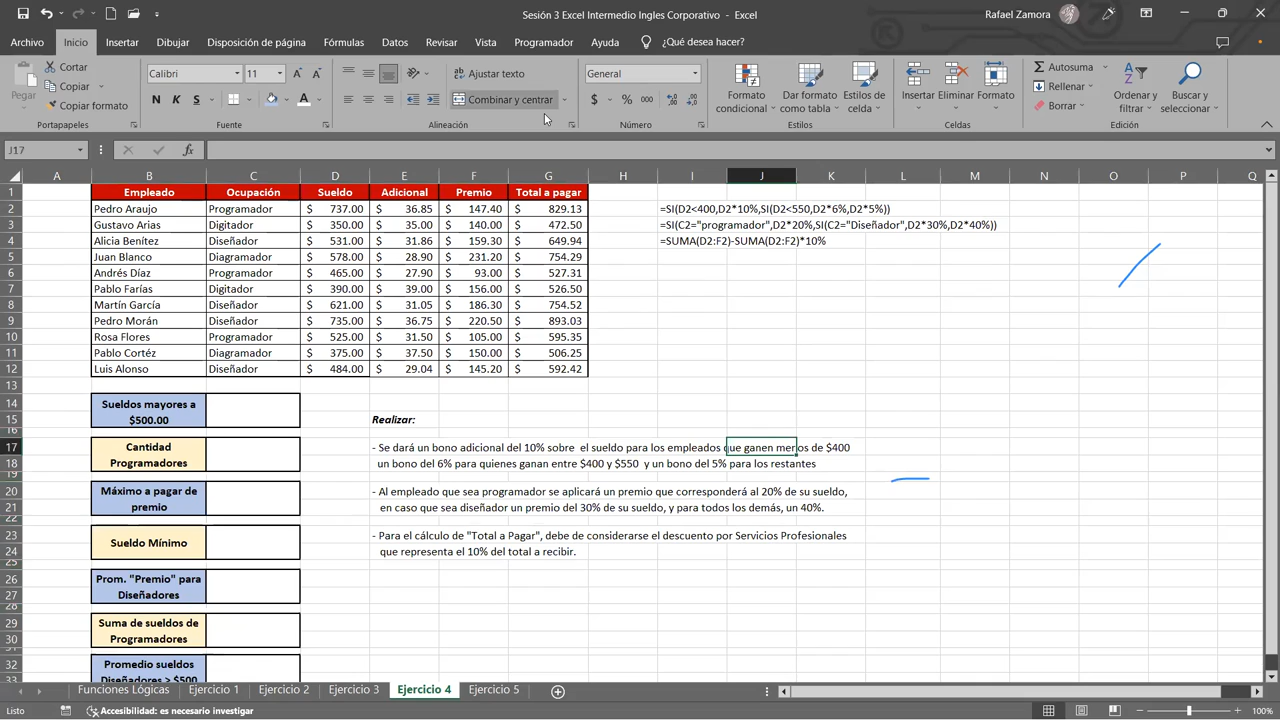 Sesión 3 Excel Intermedio Ingles Corporativo - Excel
Rafael Zamora
Archivo Inicio Insertar Dibujar Disposición de página Fórmulas Datos Revisar Vista Programador Ayuda ¿Qué desea hacer?
Pegar
Cortar
Copiar
Copiar formato
Portapapeles
Calibri 11
N K S
Fuente
Ajustar texto
Combinar y centrar
Alineación
General
$ % 000
Número
Formato condicional
Dar formato como tabla
Estilos de celda
Estilos
Insertar Eliminar Formato
Celdas
Autosuma
Rellenar
Borrar
Ordenar y filtrar
Buscar y seleccionar
Edición
J17 fx
A B C D E F G H I J K L M N O P Q
1 Empleado Ocupación Sueldo Adicional Premio Total a pagar
2 Pedro Araujo Programador $ 737.00 $ 36.85 $ 147.40 $ 829.13 =SI(D2<400,D2*10%,SI(D2<550,D2*6%,D2*5%))
3 Gustavo Arias Digitador $ 350.00 $ 35.00 $ 140.00 $ 472.50 =SI(C2="programador",D2*20%,SI(C2="Diseñador",D2*30%,D2*40%))
4 Alicia Benítez Diseñador $ 531.00 $ 31.86 $ 159.30 $ 649.94 =SUMA(D2:F2)-SUMA(D2:F2)*10%
5 Juan Blanco Diagramador $ 578.00 $ 28.90 $ 231.20 $ 754.29
6 Andrés Díaz Programador $ 465.00 $ 27.90 $ 93.00 $ 527.31
7 Pablo Farías Digitador $ 390.00 $ 39.00 $ 156.00 $ 526.50
8 Martín García Diseñador $ 621.00 $ 31.05 $ 186.30 $ 754.52
9 Pedro Morán Diseñador $ 735.00 $ 36.75 $ 220.50 $ 893.03
10 Rosa Flores Programador $ 525.00 $ 31.50 $ 105.00 $ 595.35
11 Pablo Cortéz Diagramador $ 375.00 $ 37.50 $ 150.00 $ 506.25
12 Luis Alonso Diseñador $ 484.00 $ 29.04 $ 145.20 $ 592.42
13
14 Sueldos mayores a
15 $500.00 Realizar:
16
17 Cantidad - Se dará un bono adicional del 10% sobre el sueldo para los empleados que ganen menos de $400
18 Programadores un bono del 6% para quienes ganan entre $400 y $550 y un bono del 5% para los restantes
19
20 Máximo a pagar de - Al empleado que sea programador se aplicará un premio que corresponderá al 20% de su sueldo,
21 premio en caso que sea diseñador un premio del 30% de su sueldo, y para todos los demás, un 40%.
22
23 Sueldo Mínimo - Para el cálculo de "Total a Pagar", debe de considerarse el descuento por Servicios Profesionales
24 que representa el 10% del total a recibir.
25
26 Prom. "Premio" para
27 Diseñadores
28
29 Suma de sueldos de
30 Programadores
32 Promedio sueldos
33 Diseñadores > $500
Funciones Lógicas Ejercicio 1 Ejercicio 2 Ejercicio 3 Ejercicio 4 Ejercicio 5
Listo Accesibilidad: es necesario investigar 100%